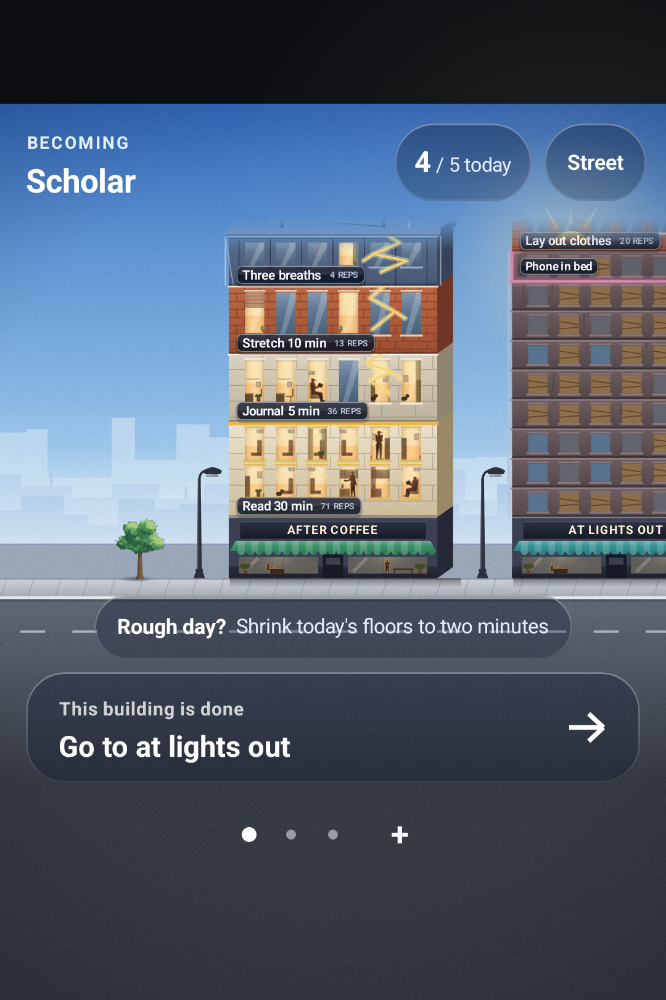 BECOMING
Scholar
4 / 5 today
Street
Three breaths 4 REPS
Stretch 10 min 13 REPS
Journal 5 min 36 REPS
Read 30 min 71 REPS
AFTER COFFEE
Lay out clothes 20 REPS
Phone in bed
AT LIGHTS OUT
Rough day? Shrink today's floors to two minutes
This building is done
Go to at lights out